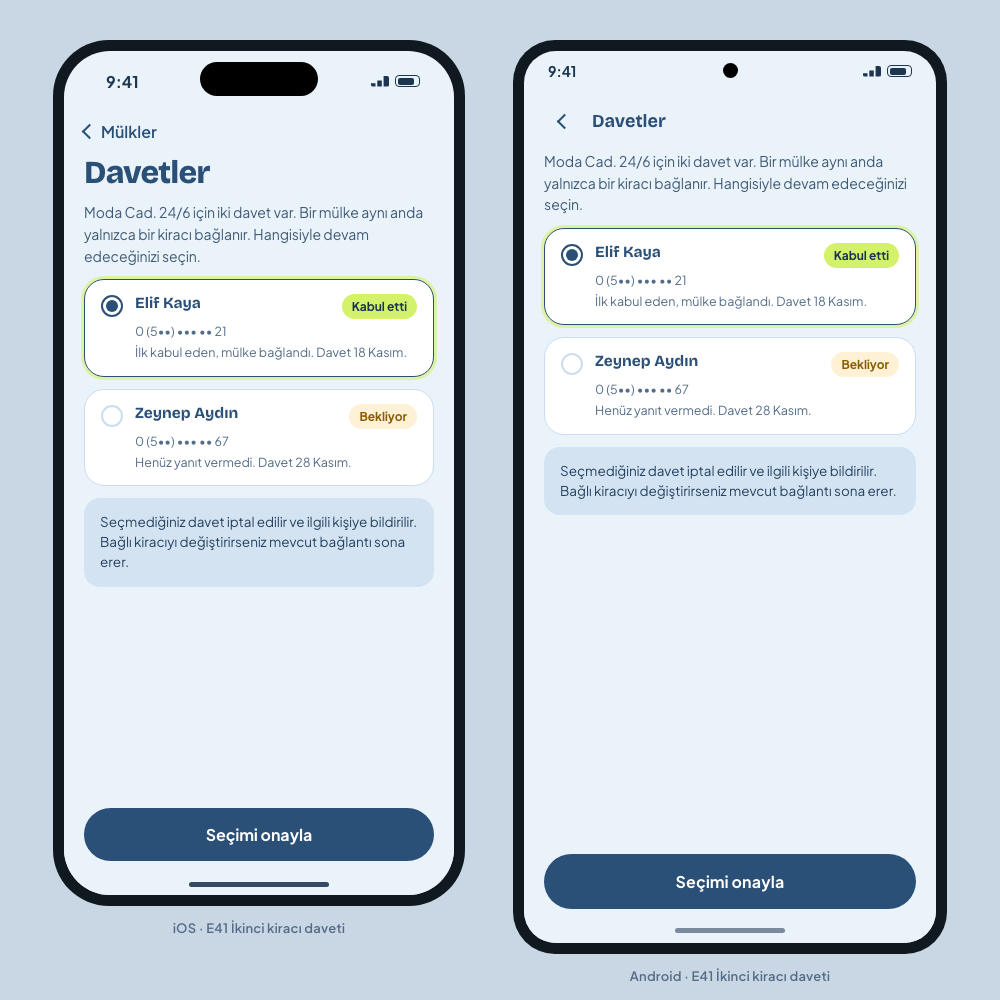 9:41
Mülkler
Davetler
Moda Cad. 24/6 için iki davet var. Bir mülke aynı anda
yalnızca bir kiracı bağlanır. Hangisiyle devam
edeceğinizi seçin.
Elif Kaya
Kabul etti
0 (5••) ••• •• 21
İlk kabul eden, mülke bağlandı. Davet 18 Kasım.
Zeynep Aydın
Bekliyor
0 (5••) ••• •• 67
Henüz yanıt vermedi. Davet 28 Kasım.
Seçmediğiniz davet iptal edilir ve ilgili kişiye bildirilir.
Bağlı kiracıyı değiştirirseniz mevcut bağlantı sona
erer.
Seçimi onayla
iOS · E41 İkinci kiracı daveti
9:41
Davetler
Moda Cad. 24/6 için iki davet var. Bir mülke aynı anda
yalnızca bir kiracı bağlanır. Hangisiyle devam edeceğinizi
seçin.
Elif Kaya
Kabul etti
0 (5••) ••• •• 21
İlk kabul eden, mülke bağlandı. Davet 18 Kasım.
Zeynep Aydın
Bekliyor
0 (5••) ••• •• 67
Henüz yanıt vermedi. Davet 28 Kasım.
Seçmediğiniz davet iptal edilir ve ilgili kişiye bildirilir.
Bağlı kiracıyı değiştirirseniz mevcut bağlantı sona erer.
Seçimi onayla
Android · E41 İkinci kiracı daveti